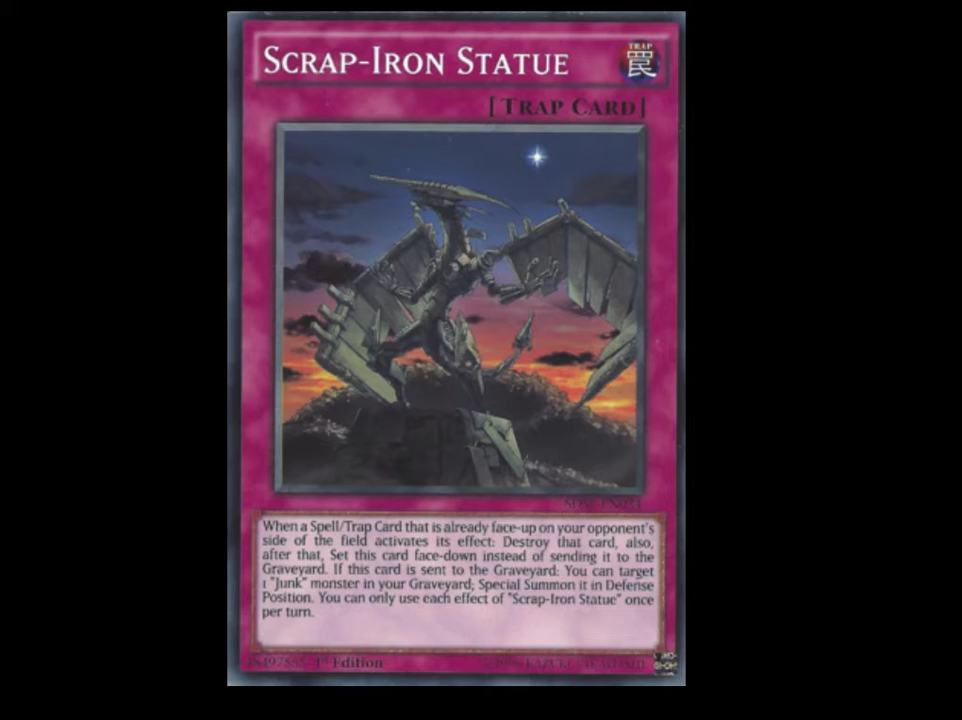 Scrap-Iron Statue
TRAP
罠
[Trap Card]
When a Spell/Trap Card that is already face-up on your opponent's
side of the field activates its effect: Destroy that card, also,
after that, Set this card face-down instead of sending it to the
Graveyard. If this card is sent to the Graveyard: You can target
1 "Junk" monster in your Graveyard; Special Summon it in Defense
Position. You can only use each effect of "Scrap-Iron Statue" once
per turn.
1st Edition